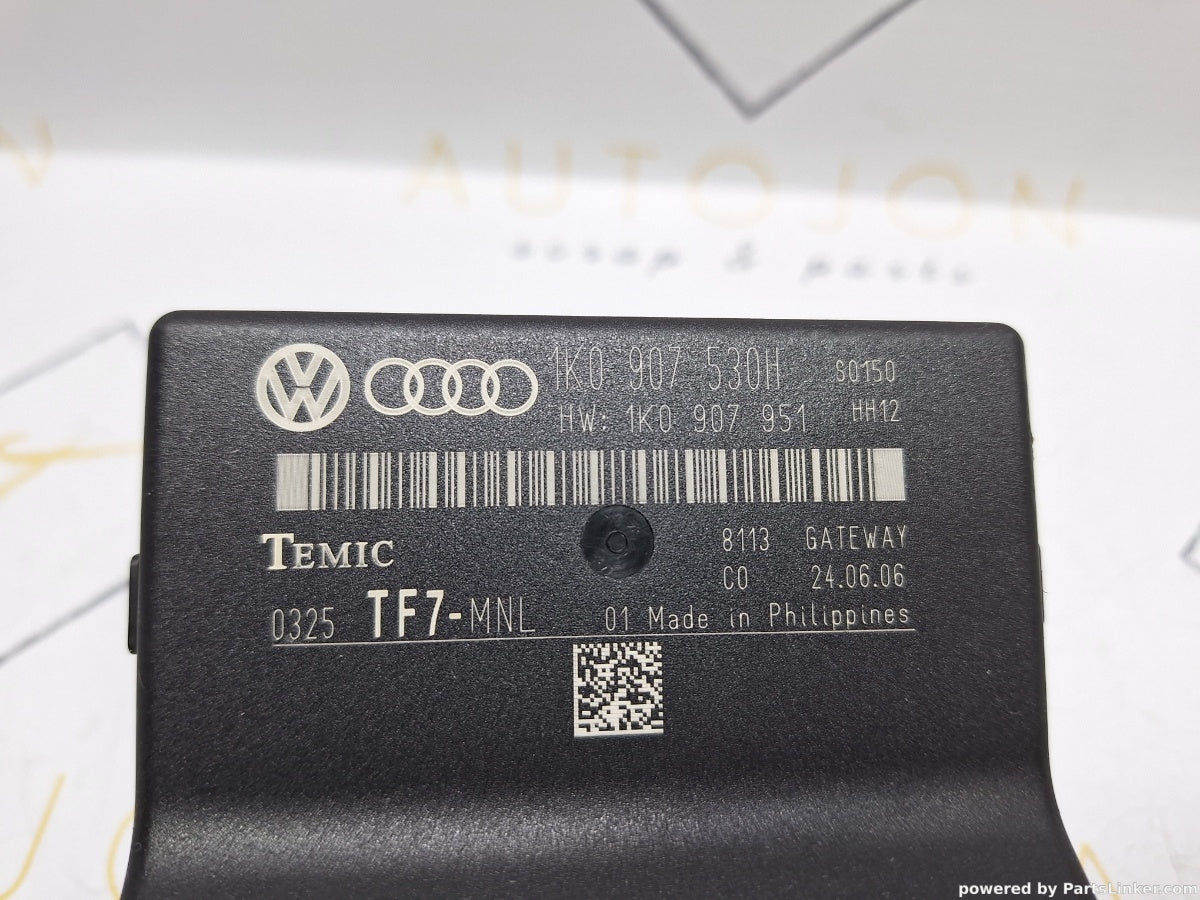 AUTOJON
scrap & parts
1K0 907 530H S0150
HW: 1K0 907 951 HH12
TEMIC
8113 GATEWAY
C0 24.06.06
0325 TF7-MNL 01 Made in Philippines
powered by PartsLinker.com